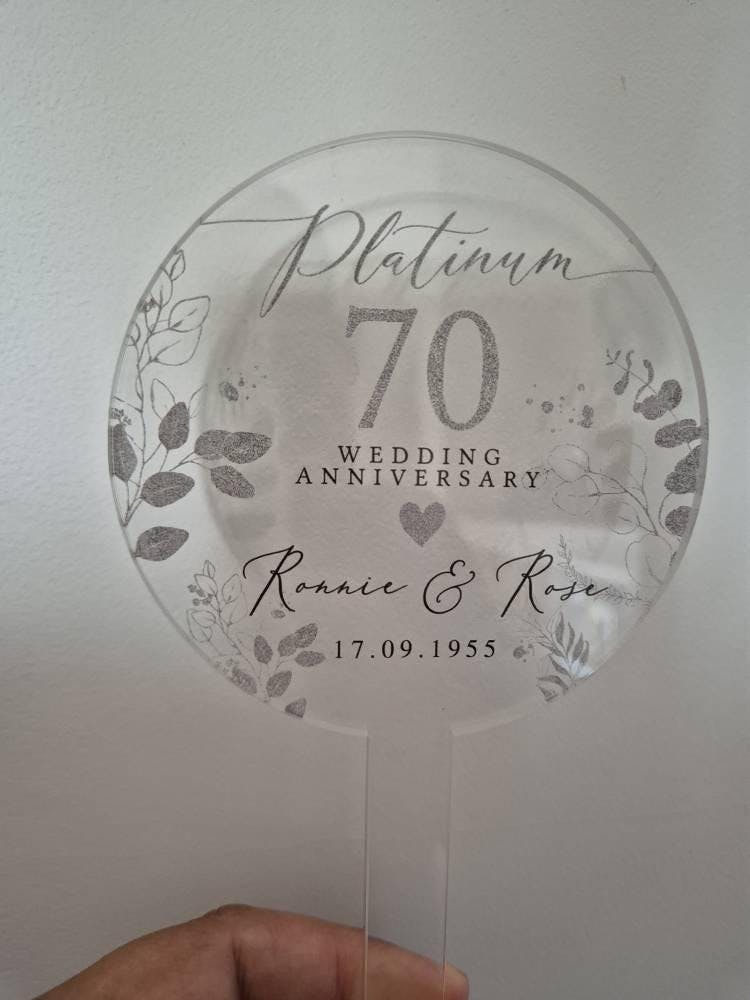 Platinum
70
WEDDING
ANNIVERSARY
Ronnie & Rose
17.09.1955